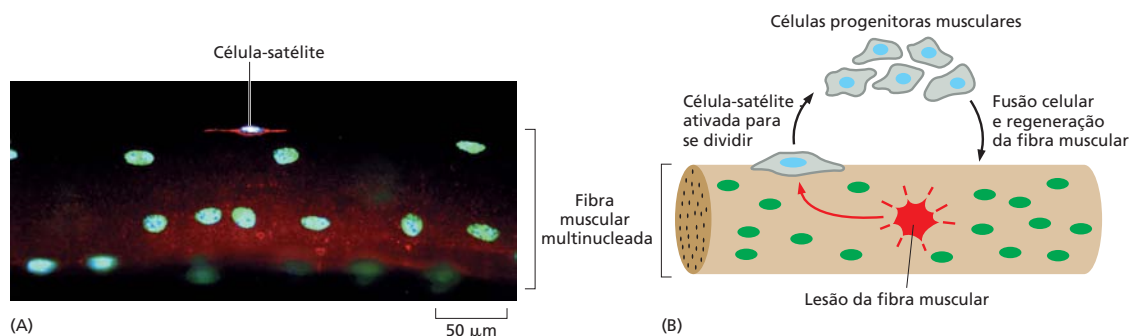 Célula-satélite
Fibra
muscular
multinucleada
(A)
50 μm
Células progenitoras musculares
Célula-satélite
ativada para
se dividir
Fusão celular
e regeneração
da fibra muscular
Lesão da fibra muscular
(B)